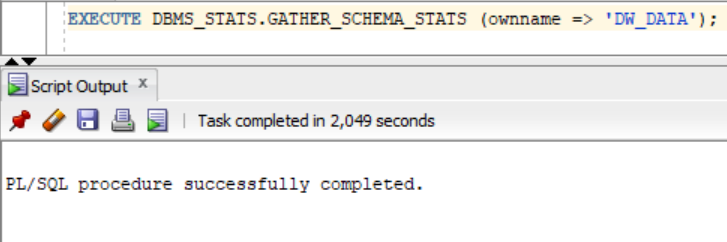 EXECUTE DBMS_STATS.GATHER_SCHEMA_STATS (ownname => 'DW_DATA');
Script Output x
Task completed in 2,049 seconds
PL/SQL procedure successfully completed.